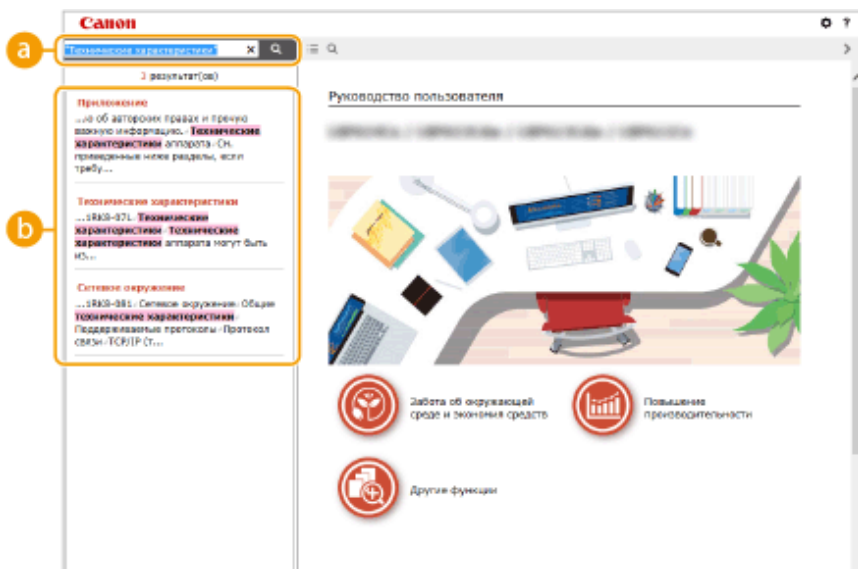 Canon
?
a
"Технические характеристики"
3 результат(ов)
Приложение
...ю об авторских правах и прочую
важную информацию. Технические
характеристики аппарата См.
приведенные ниже разделы, если
требу...
Технические характеристики
...1RK8-07L Технические
характеристики Технические
характеристики аппарата могут быть
из...
b
Сетевое окружение
...1RK8-081 Сетевое окружение Общие
технические характеристики
Поддерживаемые протоколы Протокол
связи TCP/IP (т...
Руководство пользователя
Забота об окружающей
среде и экономия средств
Повышение
производительности
Другие функции